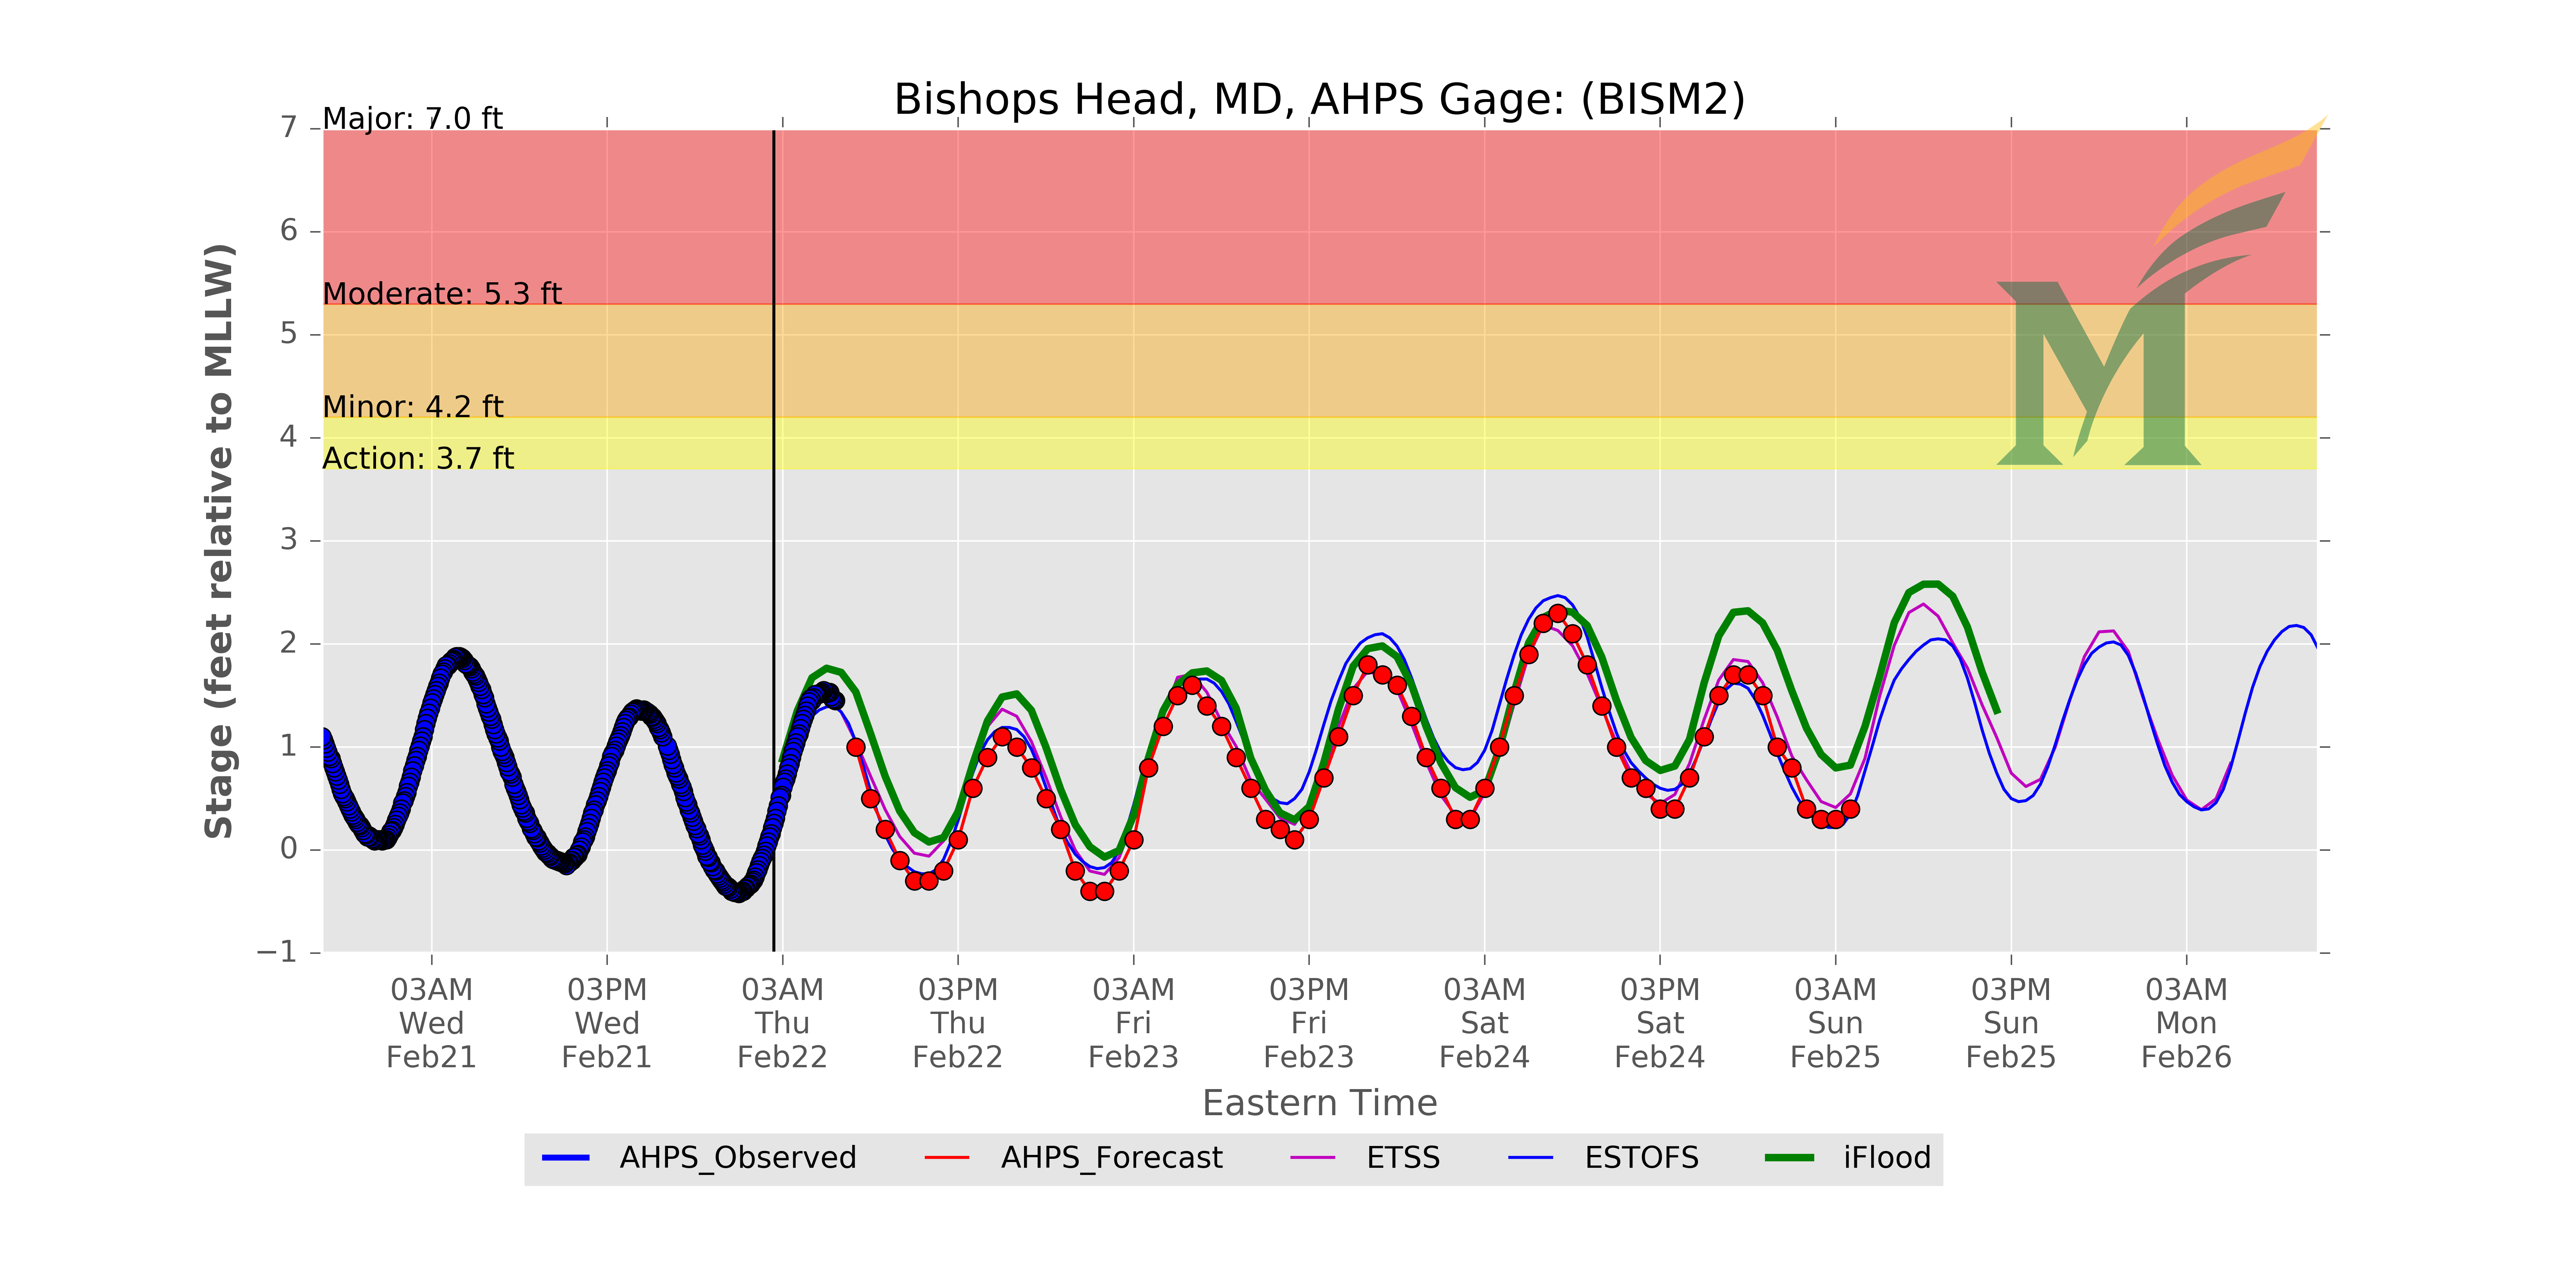 Bishops Head, MD, AHPS Gage: (BISM2)
Major: 7.0 ft
Moderate: 5.3 ft
Minor: 4.2 ft
Action: 3.7 ft
7
6
5
4
3
2
1
0
−1
Stage (feet relative to MLLW)
03AM
Wed
Feb21
03PM
Wed
Feb21
03AM
Thu
Feb22
03PM
Thu
Feb22
03AM
Fri
Feb23
03PM
Fri
Feb23
03AM
Sat
Feb24
03PM
Sat
Feb24
03AM
Sun
Feb25
03PM
Sun
Feb25
03AM
Mon
Feb26
Eastern Time
AHPS_Observed
AHPS_Forecast
ETSS
ESTOFS
iFlood
M